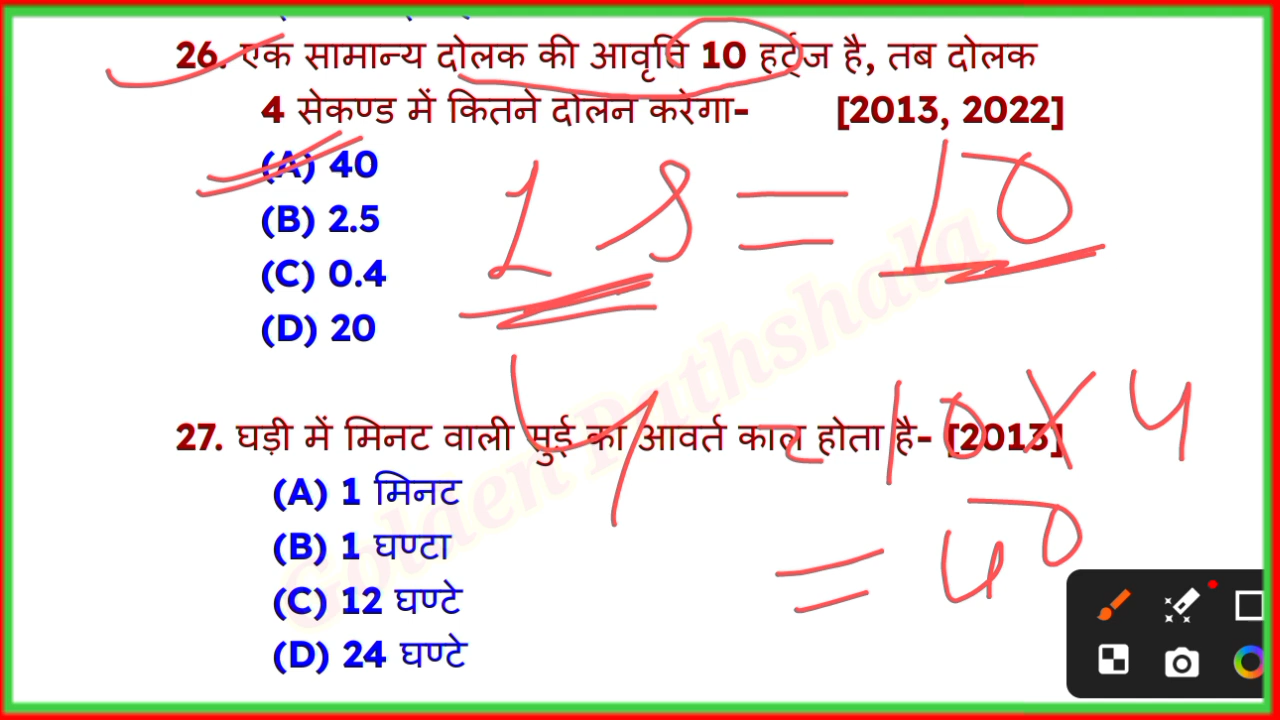 26. एक सामान्य दोलक की आवृति 10 हर्ट्ज है, तब दोलक
4 सेकण्ड में कितने दोलन करेगा- [2013, 2022]
(A) 40
(B) 2.5
(C) 0.4
(D) 20
1 s = 10
27. घड़ी में मिनट वाली सुई का आवर्त काल होता है- [2013]
4 = 10 X 4
= 40
(A) 1 मिनट
(B) 1 घण्टा
(C) 12 घण्टे
(D) 24 घण्टे
Golden Pathshala